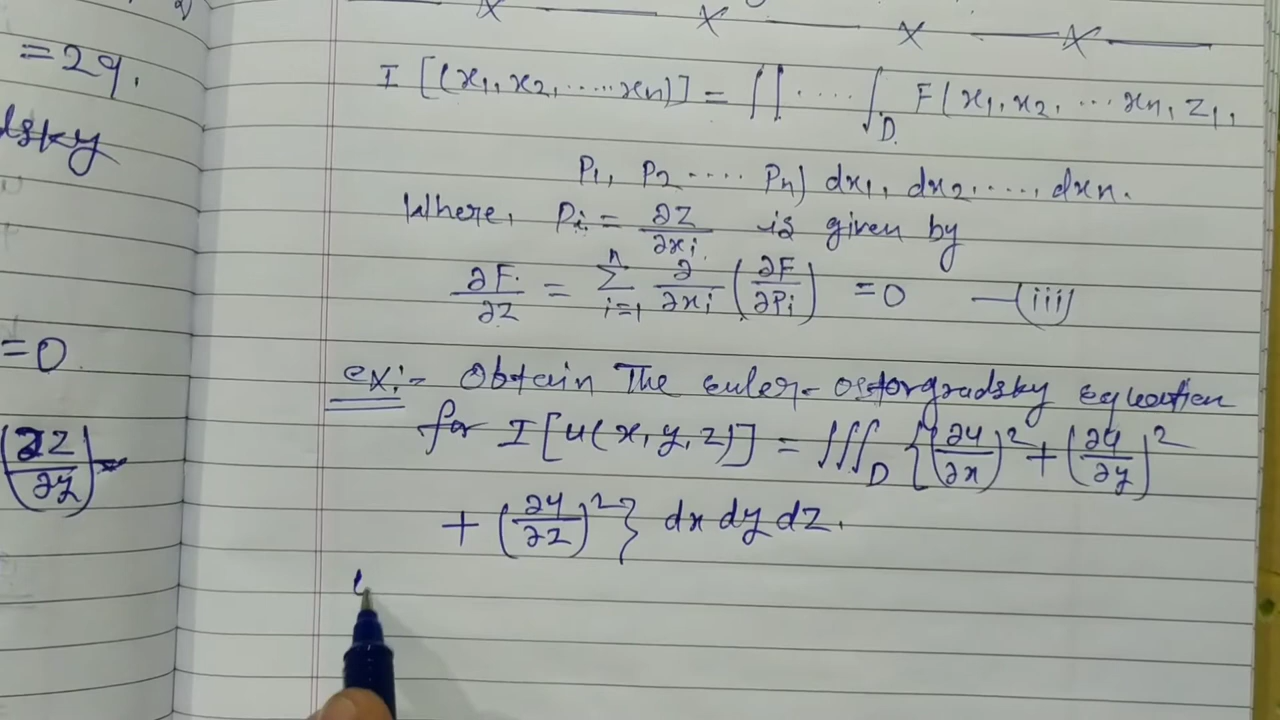 = 29.
dsky
= 0
(∂Z/∂y) -
I [(x1, x2, ..... xn)] = ∫∫ .... ∫D F(x1, x2, ... xn, Z1,
P1, P2 .... Pn) dx1, dx2, ...., dxn.
Where, Pi = ∂Z/∂xi is given by
∂F/∂Z = Σ i=1 n ∂/∂xi (∂F/∂Pi) = 0 —(iii)
ex:- Obtain The euler-ostorgradsky Equation
for I [u(x, y, z)] = ∫∫∫D {(∂u/∂x)² + (∂u/∂y)²
+ (∂u/∂z)²} dx dy dz.